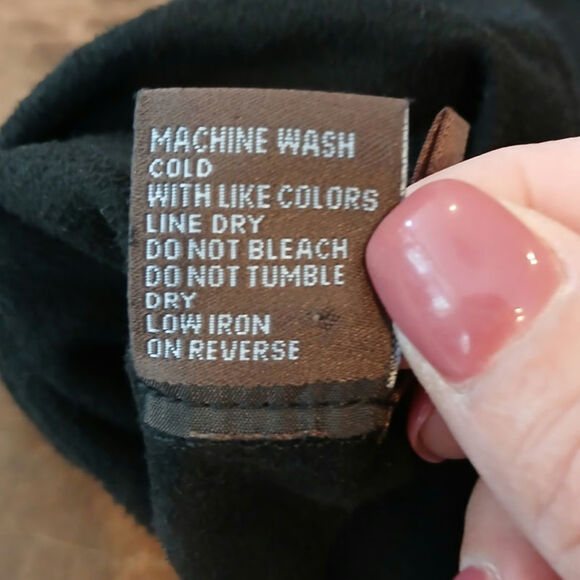 MACHINE WASH
COLD
WITH LIKE COLORS
LINE DRY
DO NOT BLEACH
DO NOT TUMBLE
DRY
LOW IRON
ON REVERSE